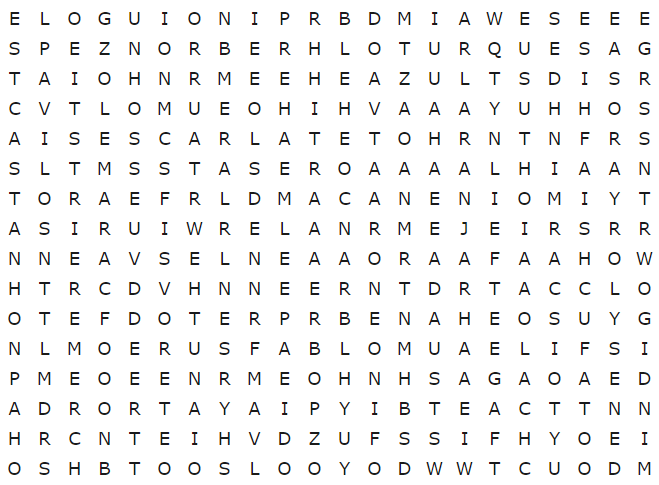 E L O G U I O N I P R B D M I A W E S E E E
S P E Z N O R B E R H L O T U R Q U E S A G
T A I O H N R M E E H E A Z U L T S D I S R
C V T L O M U E O H I H V A A A Y U H H O S
A I S E S C A R L A T E T O H R N T N F R S
S L T M S S T A S E R O A A A A L H I A A N
T O R A E F R L D M A C A N E N I O M I Y T
A S I R U I W R E L A N R M E J E I R S R R
N N E A V S E L N E A A O R A A F A A H O W
H T R C D V H N N E E R N T D R T A C C L O
O T E F D O T E R P R B E N A H E O S U Y G
N L M O E R U S F A B L O M U A E L I F S I
P M E O E E N R M E O H N H S A G A O A E D
A D R O R T A Y A I P Y I B T E A C T T N N
H R C N T E I H V D Z U F S S I F H Y O E I
O S H B T O O S L O O Y O D W W T C U O D M